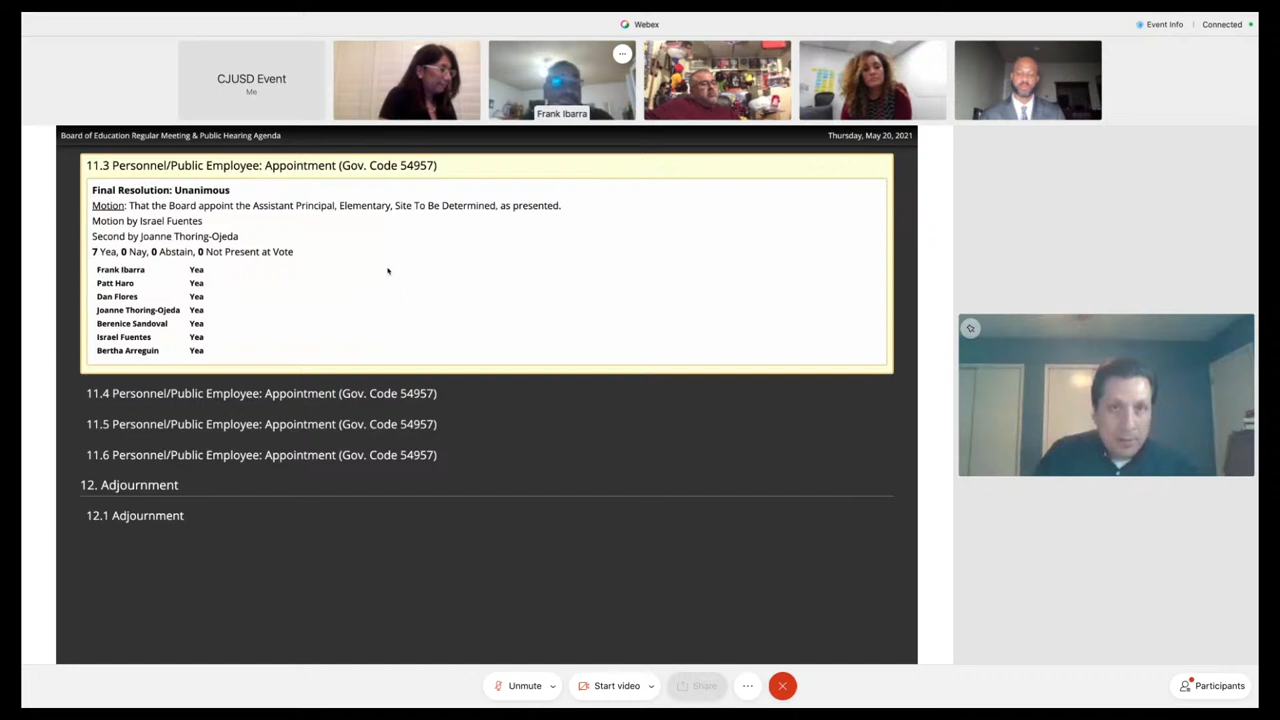 Webex
Event Info
Connected
CJUSD Event
Me
Frank Ibarra
Board of Education Regular Meeting & Public Hearing Agenda
Thursday, May 20, 2021
11.3 Personnel/Public Employee: Appointment (Gov. Code 54957)
Final Resolution: Unanimous
Motion: That the Board appoint the Assistant Principal, Elementary, Site To Be Determined, as presented.
Motion by Israel Fuentes
Second by Joanne Thoring-Ojeda
7 Yea, 0 Nay, 0 Abstain, 0 Not Present at Vote
Frank Ibarra Yea
Patt Haro Yea
Dan Flores Yea
Joanne Thoring-Ojeda Yea
Berenice Sandoval Yea
Israel Fuentes Yea
Bertha Arreguin Yea
11.4 Personnel/Public Employee: Appointment (Gov. Code 54957)
11.5 Personnel/Public Employee: Appointment (Gov. Code 54957)
11.6 Personnel/Public Employee: Appointment (Gov. Code 54957)
12. Adjournment
12.1 Adjournment
Unmute
Start video
Share
Participants